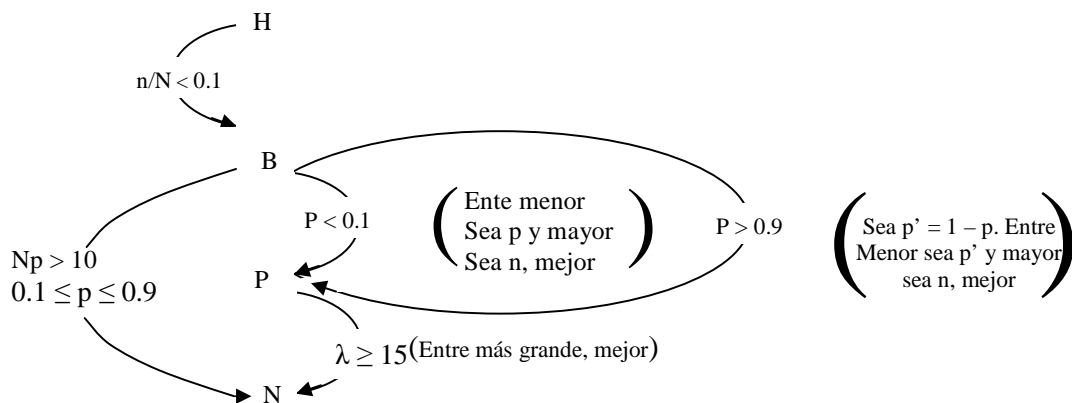 H
n/N < 0.1
B
P < 0.1
Ente menor
Sea p y mayor
Sea n, mejor
P > 0.9
Sea p’ = 1 – p. Entre
Menor sea p’ y mayor
sea n, mejor
Np > 10
0.1 ≤ p ≤ 0.9
P
λ ≥ 15 (Entre más grande, mejor)
N